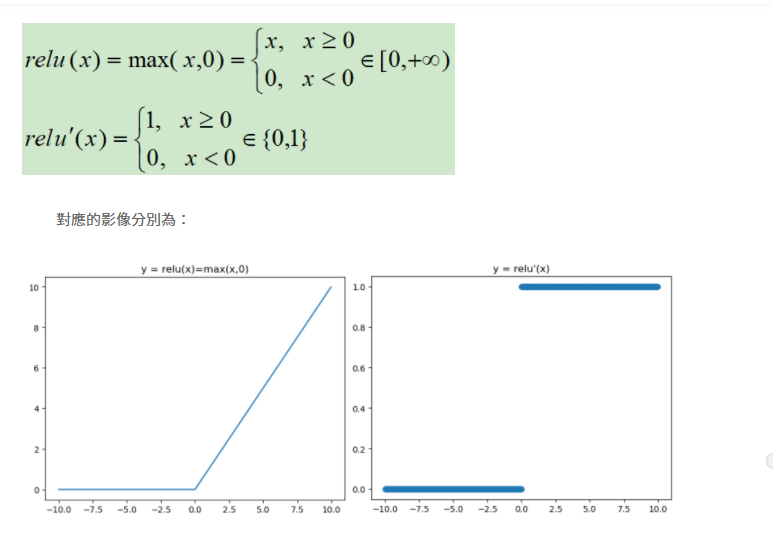 relu(x) = max(x,0) = { x, x ≥ 0
0, x < 0 ∈ [0,+∞)
relu′(x) = { 1, x ≥ 0
0, x < 0 ∈ {0,1}
對應的影像分別為：
y = relu(x)=max(x,0)
10
8
6
4
2
0
−10.0 −7.5 −5.0 −2.5 0.0 2.5 5.0 7.5 10.0
y = relu'(x)
1.0
0.8
0.6
0.4
0.2
0.0
−10.0 −7.5 −5.0 −2.5 0.0 2.5 5.0 7.5 10.0